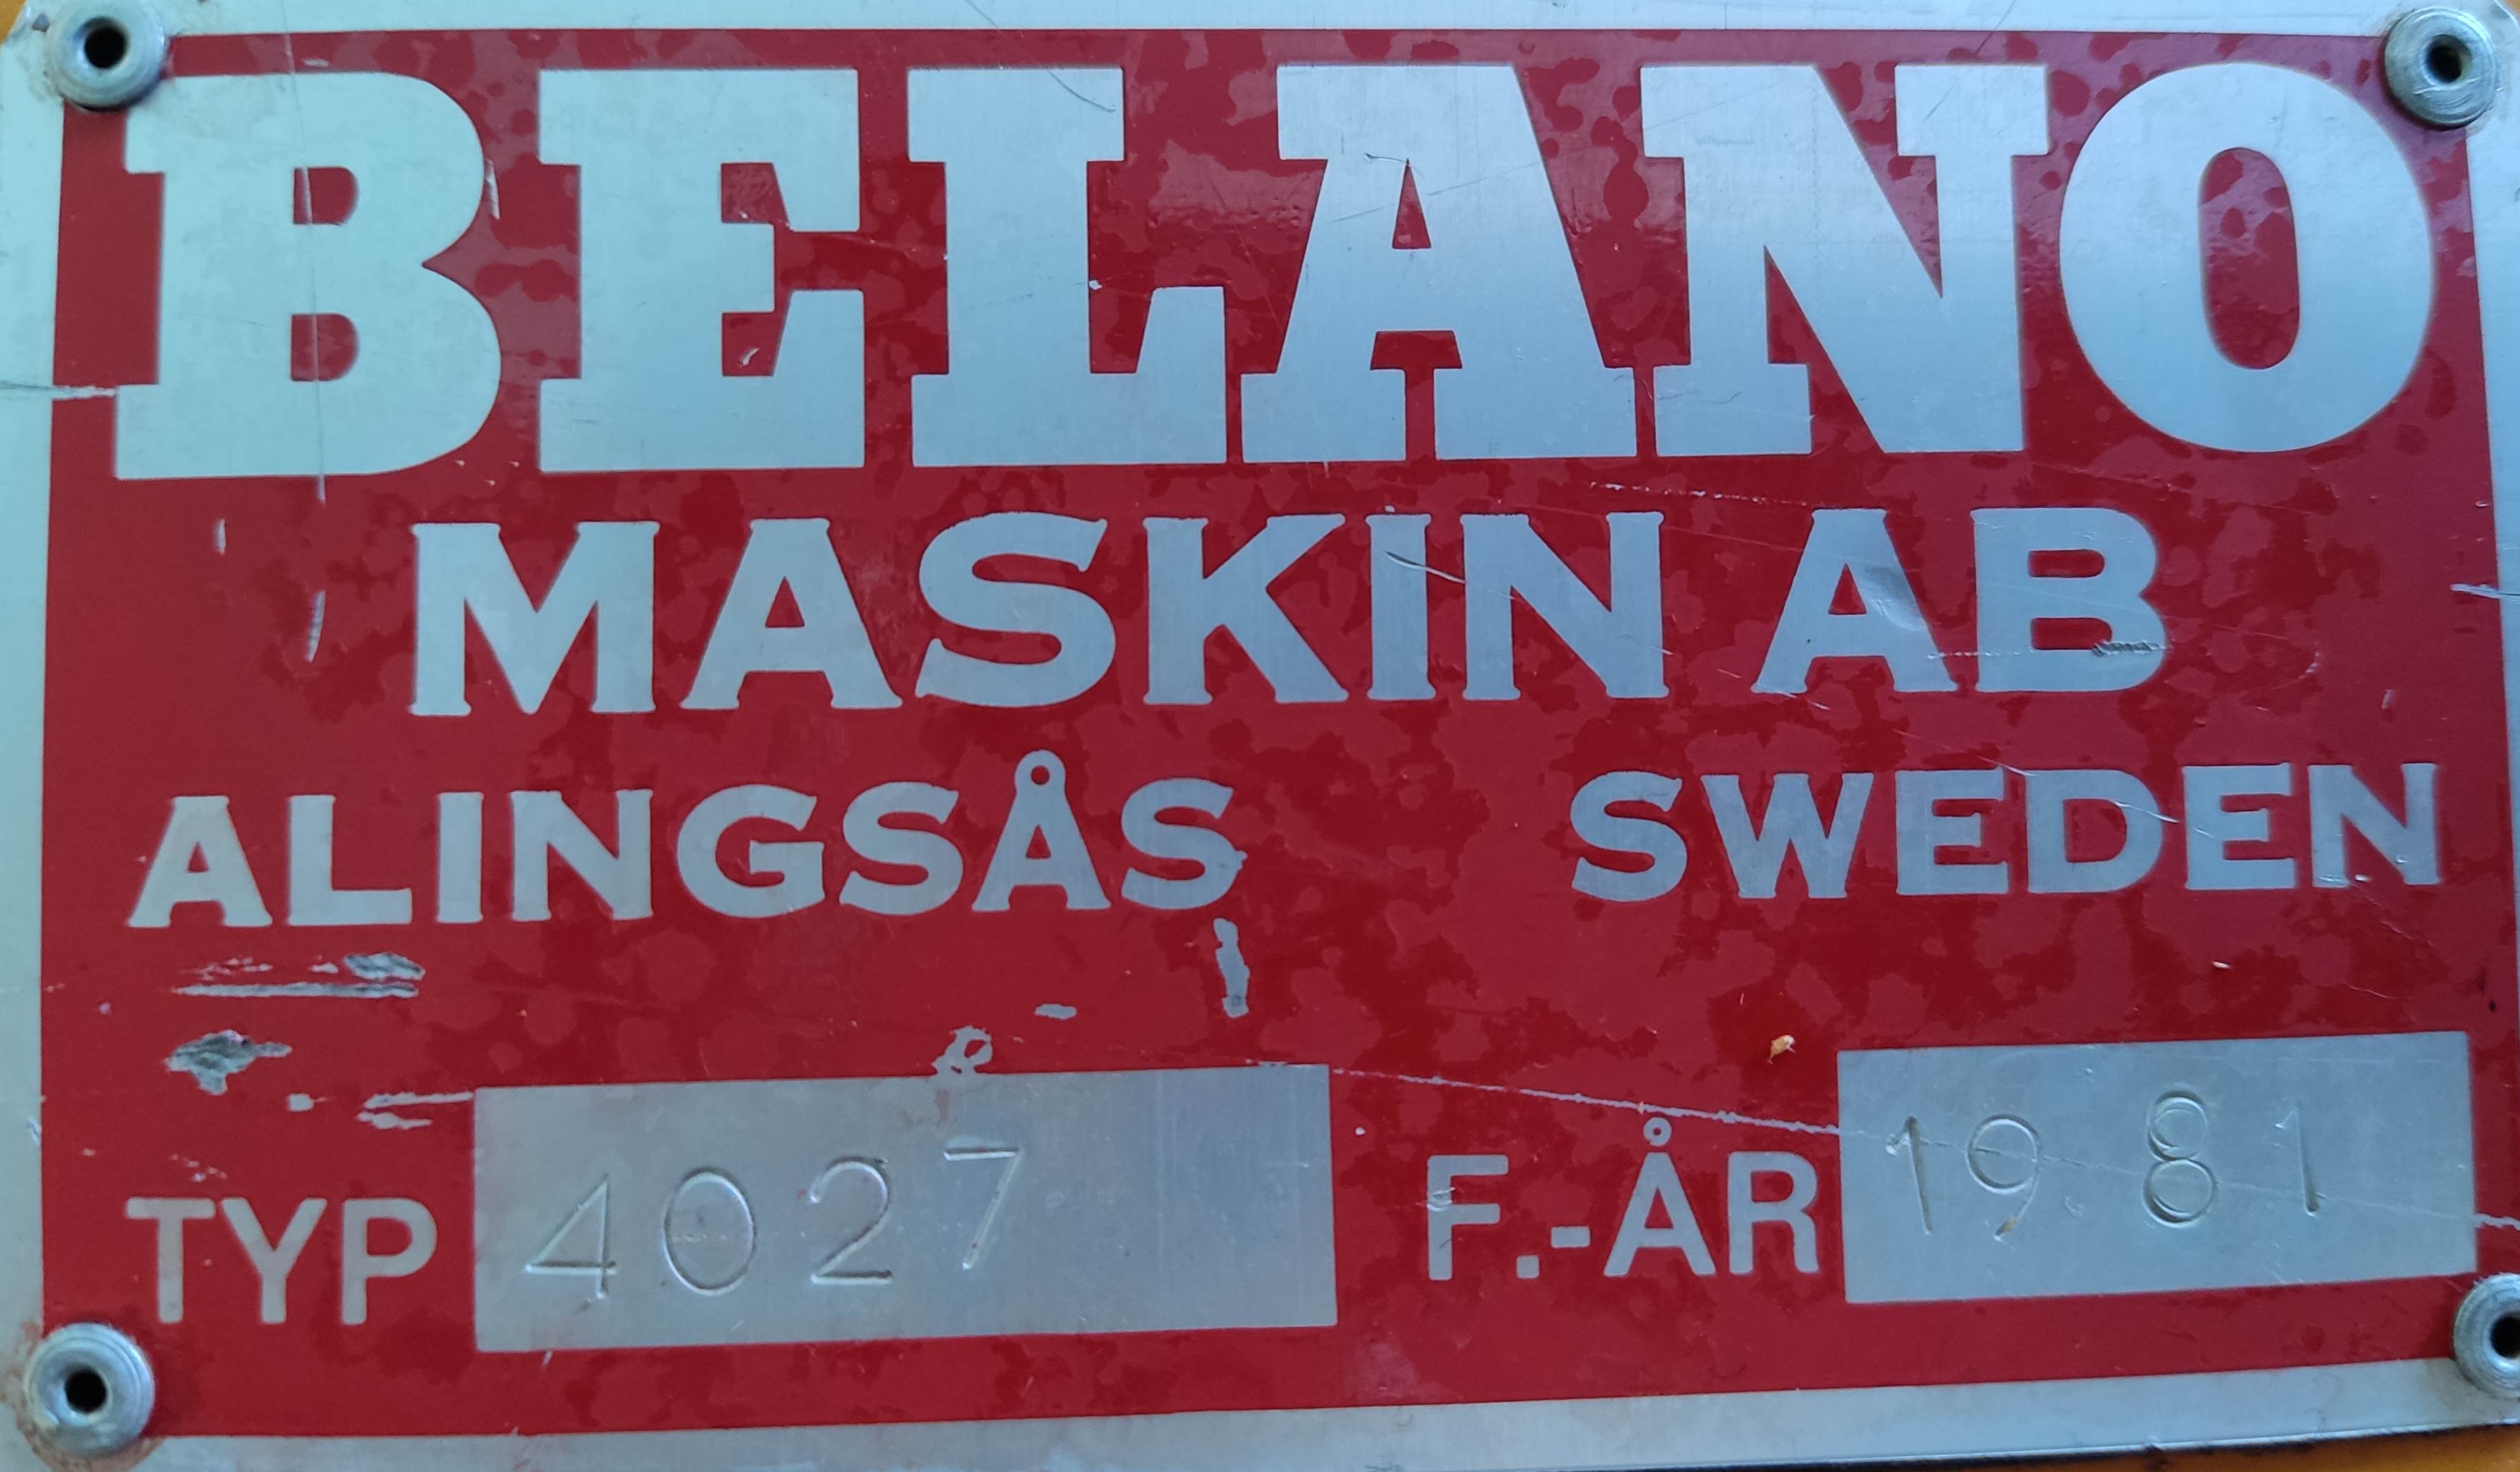 BELANO
MASKIN AB
ALINGSÅS SWEDEN
TYP 4027 F.-ÅR 1981